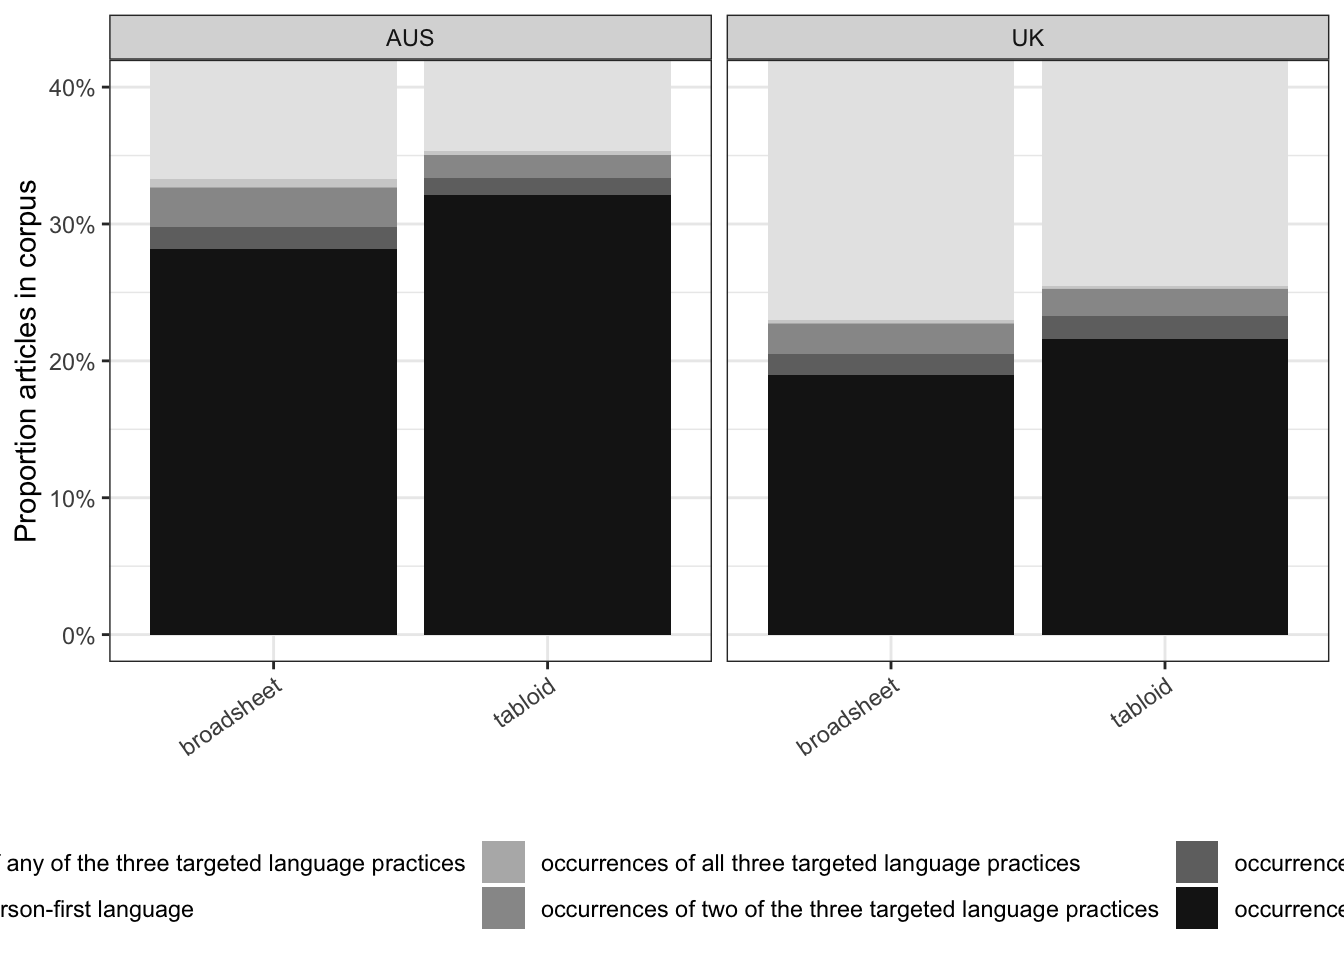 AUS
UK
Proportion articles in corpus
40%
30%
20%
10%
0%
broadsheet
tabloid
broadsheet
tabloid
any of the three targeted language practices
occurrences of all three targeted language practices
occurrence
rson-first language
occurrences of two of the three targeted language practices
occurrence